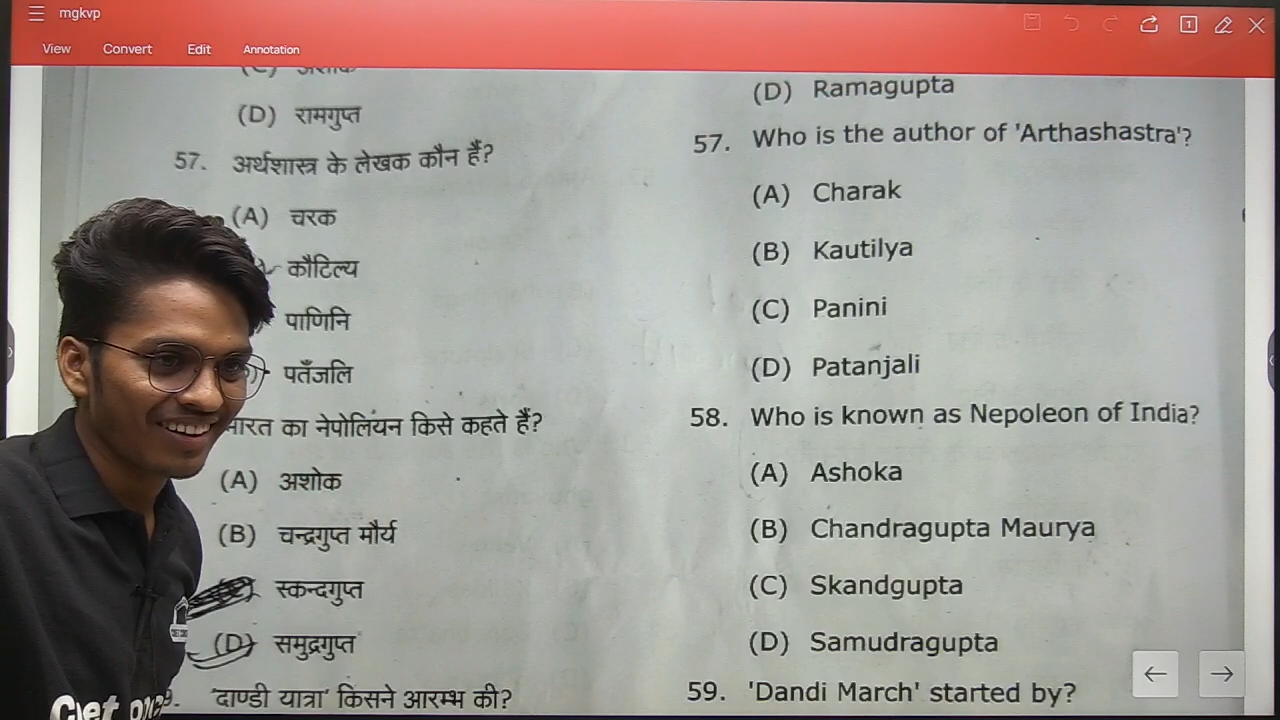 mgkvp
View Convert Edit Annotation
(D) रामगुप्त
57. अर्थशास्त्र के लेखक कौन हैं?
(A) चरक
कौटिल्य
पाणिनि
पतँजलि
भारत का नेपोलियन किसे कहते हैं?
(A) अशोक
(B) चन्द्रगुप्त मौर्य
स्कन्दगुप्त
(D) समुद्रगुप्त
9. 'दाण्डी यात्रा' किसने आरम्भ की?
(D) Ramagupta
57. Who is the author of 'Arthashastra'?
(A) Charak
(B) Kautilya
(C) Panini
(D) Patanjali
58. Who is known as Nepoleon of India?
(A) Ashoka
(B) Chandragupta Maurya
(C) Skandgupta
(D) Samudragupta
59. 'Dandi March' started by?